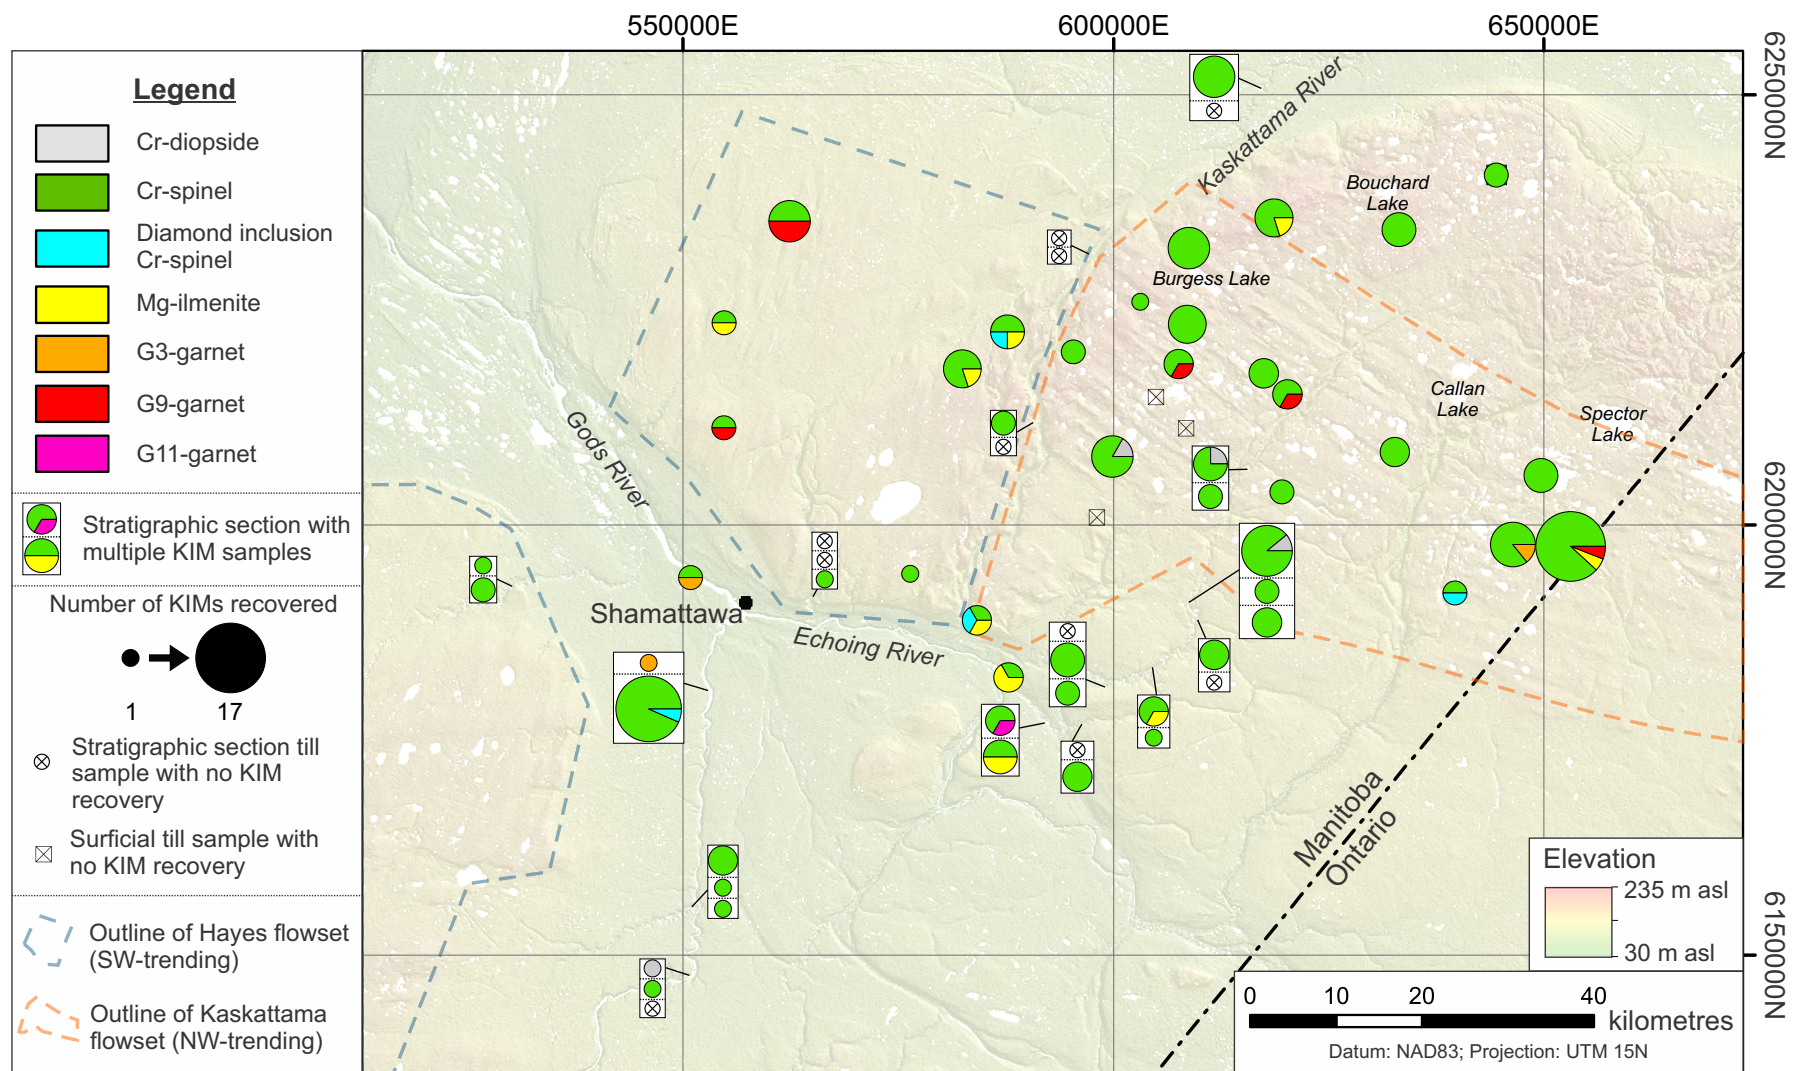 550000E
600000E
650000E
6250000N
6200000N
6150000N
Legend
Cr-diopside
Cr-spinel
Diamond inclusion
Cr-spinel
Mg-ilmenite
G3-garnet
G9-garnet
G11-garnet
Stratigraphic section with
multiple KIM samples
Number of KIMs recovered
1
17
Stratigraphic section till
sample with no KIM
recovery
Surficial till sample with
no KIM recovery
Outline of Hayes flowset
(SW-trending)
Outline of Kaskattama
flowset (NW-trending)
Kaskattama River
Bouchard
Lake
Burgess Lake
Callan
Lake
Spector
Lake
Gods River
Shamattawa
Echoing River
Manitoba
Ontario
Elevation
235 m asl
30 m asl
0
10
20
40
kilometres
Datum: NAD83; Projection: UTM 15N